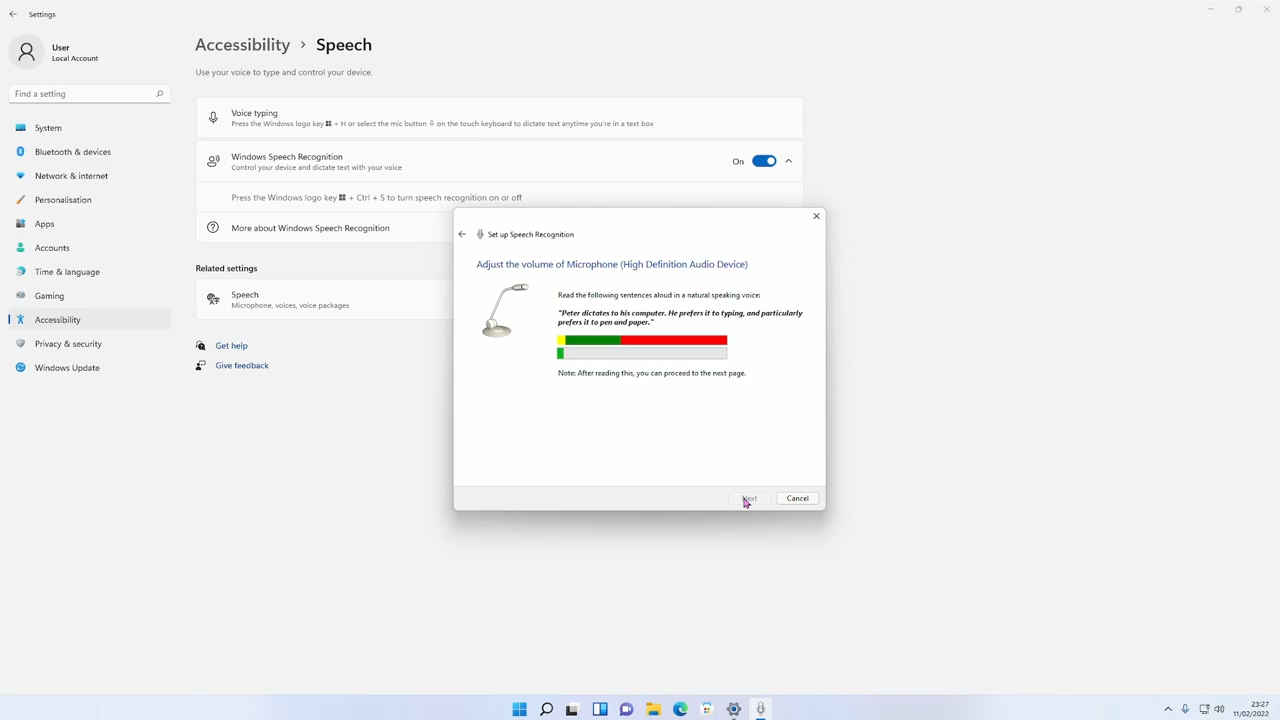 Settings
User
Local Account
Find a setting
System
Bluetooth & devices
Network & internet
Personalisation
Apps
Accounts
Time & language
Gaming
Accessibility
Privacy & security
Windows Update
Accessibility › Speech
Use your voice to type and control your device.
Voice typing
Press the Windows logo key + H or select the mic button on the touch keyboard to dictate text anytime you're in a text box
Windows Speech Recognition
Control your device and dictate text with your voice
On
Press the Windows logo key + Ctrl + S to turn speech recognition on or off
More about Windows Speech Recognition
Related settings
Speech
Microphone, voices, voice packages
Get help
Give feedback
Set up Speech Recognition
Adjust the volume of Microphone (High Definition Audio Device)
Read the following sentences aloud in a natural speaking voice:
"Peter dictates to his computer. He prefers it to typing, and particularly
prefers it to pen and paper."
Note: After reading this, you can proceed to the next page.
Next
Cancel
23:27
11/02/2022